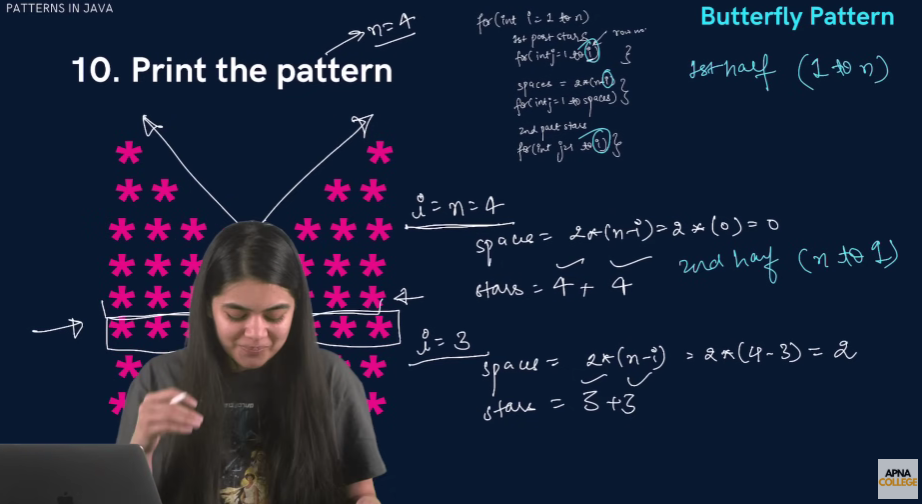 PATTERNS IN JAVA
Butterfly Pattern
n=4
10. Print the pattern
for(int i=1 to n)
1st part stars
row no.
for(int j=1 to i) }
spaces = 2*(n-i) }
for(int j=1 to spaces) }
2nd part stars
for(int j=1 to i) }
1st half (1 to n)
i=n=4
space= 2*(n-i)=2*(0)=0
stars = 4+ 4
2nd half (n to 1)
i=3
space = 2*(n-i) = 2*(4-3) = 2
stars = 3+3
APNA
COLLEGE